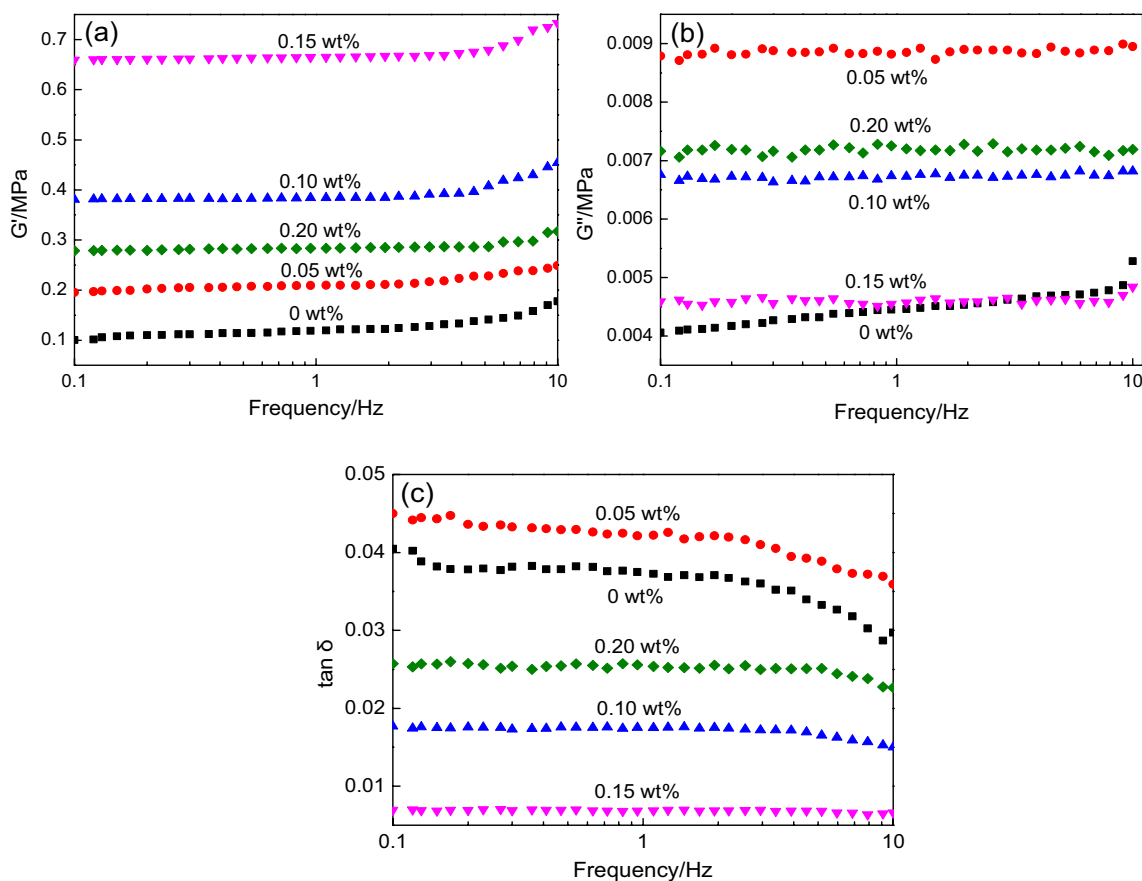 (a)
0.7
0.6
0.5
0.4
0.3
0.2
0.1
G'/MPa
0.15 wt%
0.10 wt%
0.20 wt%
0.05 wt%
0 wt%
0.1
1
10
Frequency/Hz
(b)
0.009
0.008
0.007
0.006
0.005
0.004
G''/MPa
0.05 wt%
0.20 wt%
0.10 wt%
0.15 wt%
0 wt%
0.1
1
10
Frequency/Hz
(c)
0.05
0.04
0.03
0.02
0.01
tan δ
0.05 wt%
0 wt%
0.20 wt%
0.10 wt%
0.15 wt%
0.1
1
10
Frequency/Hz